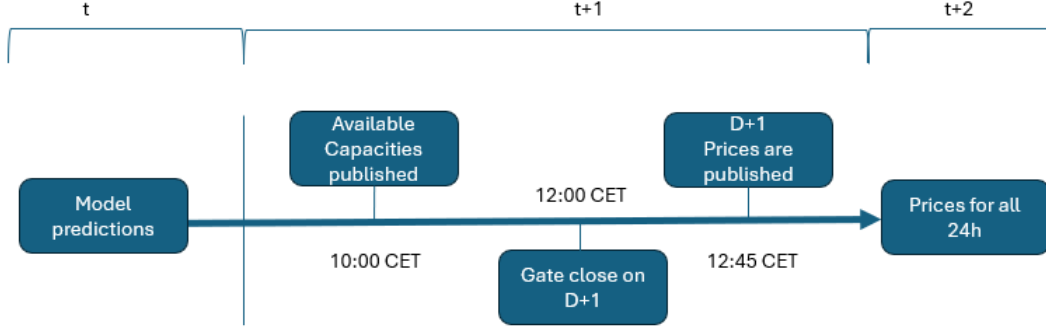 t
t+1
t+2
Available
Capacities
published
D+1
Prices are
published
Model
predictions
12:00 CET
Prices for all
24h
10:00 CET
Gate close on
D+1
12:45 CET